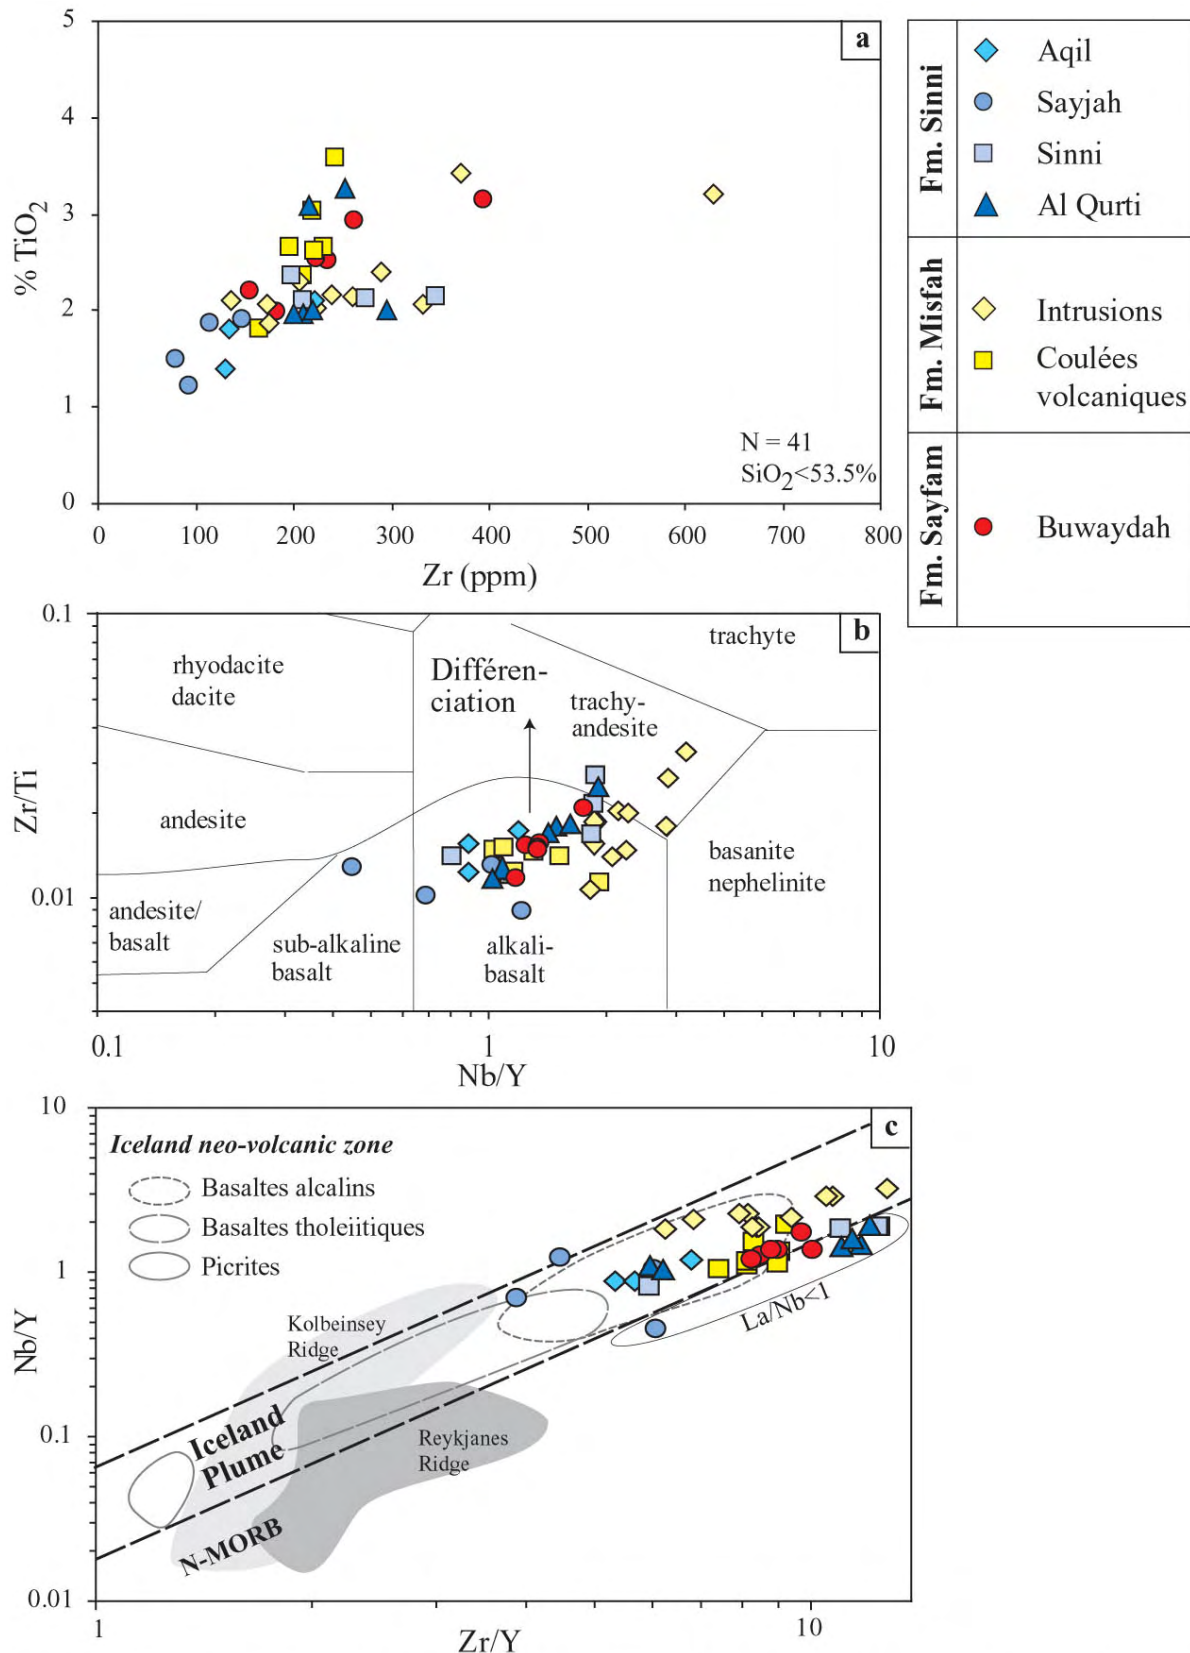 a
5
4
3
2
1
0
% TiO2
0
100
200
300
400
500
600
700
800
Zr (ppm)
N = 41
SiO2<53.5%
Fm. Sinni
Aqil
Sayjah
Sinni
Al Qurti
Fm. Misfah
Intrusions
Coulées
volcaniques
Fm. Sayfam
Buwaydah
b
0.1
0.01
Zr/Ti
rhyodacite
dacite
Différen-
ciation
trachyte
trachy-
andesite
andesite
andesite/
basalt
sub-alkaline
basalt
alkali-
basalt
basanite
nephelinite
0.1
1
10
Nb/Y
c
10
1
0.1
0.01
Nb/Y
Iceland neo-volcanic zone
Basaltes alcalins
Basaltes tholeiitiques
Picrites
Kolbeinsey
Ridge
La/Nb<1
Iceland
Plume
Reykjanes
Ridge
N-MORB
1
10
Zr/Y